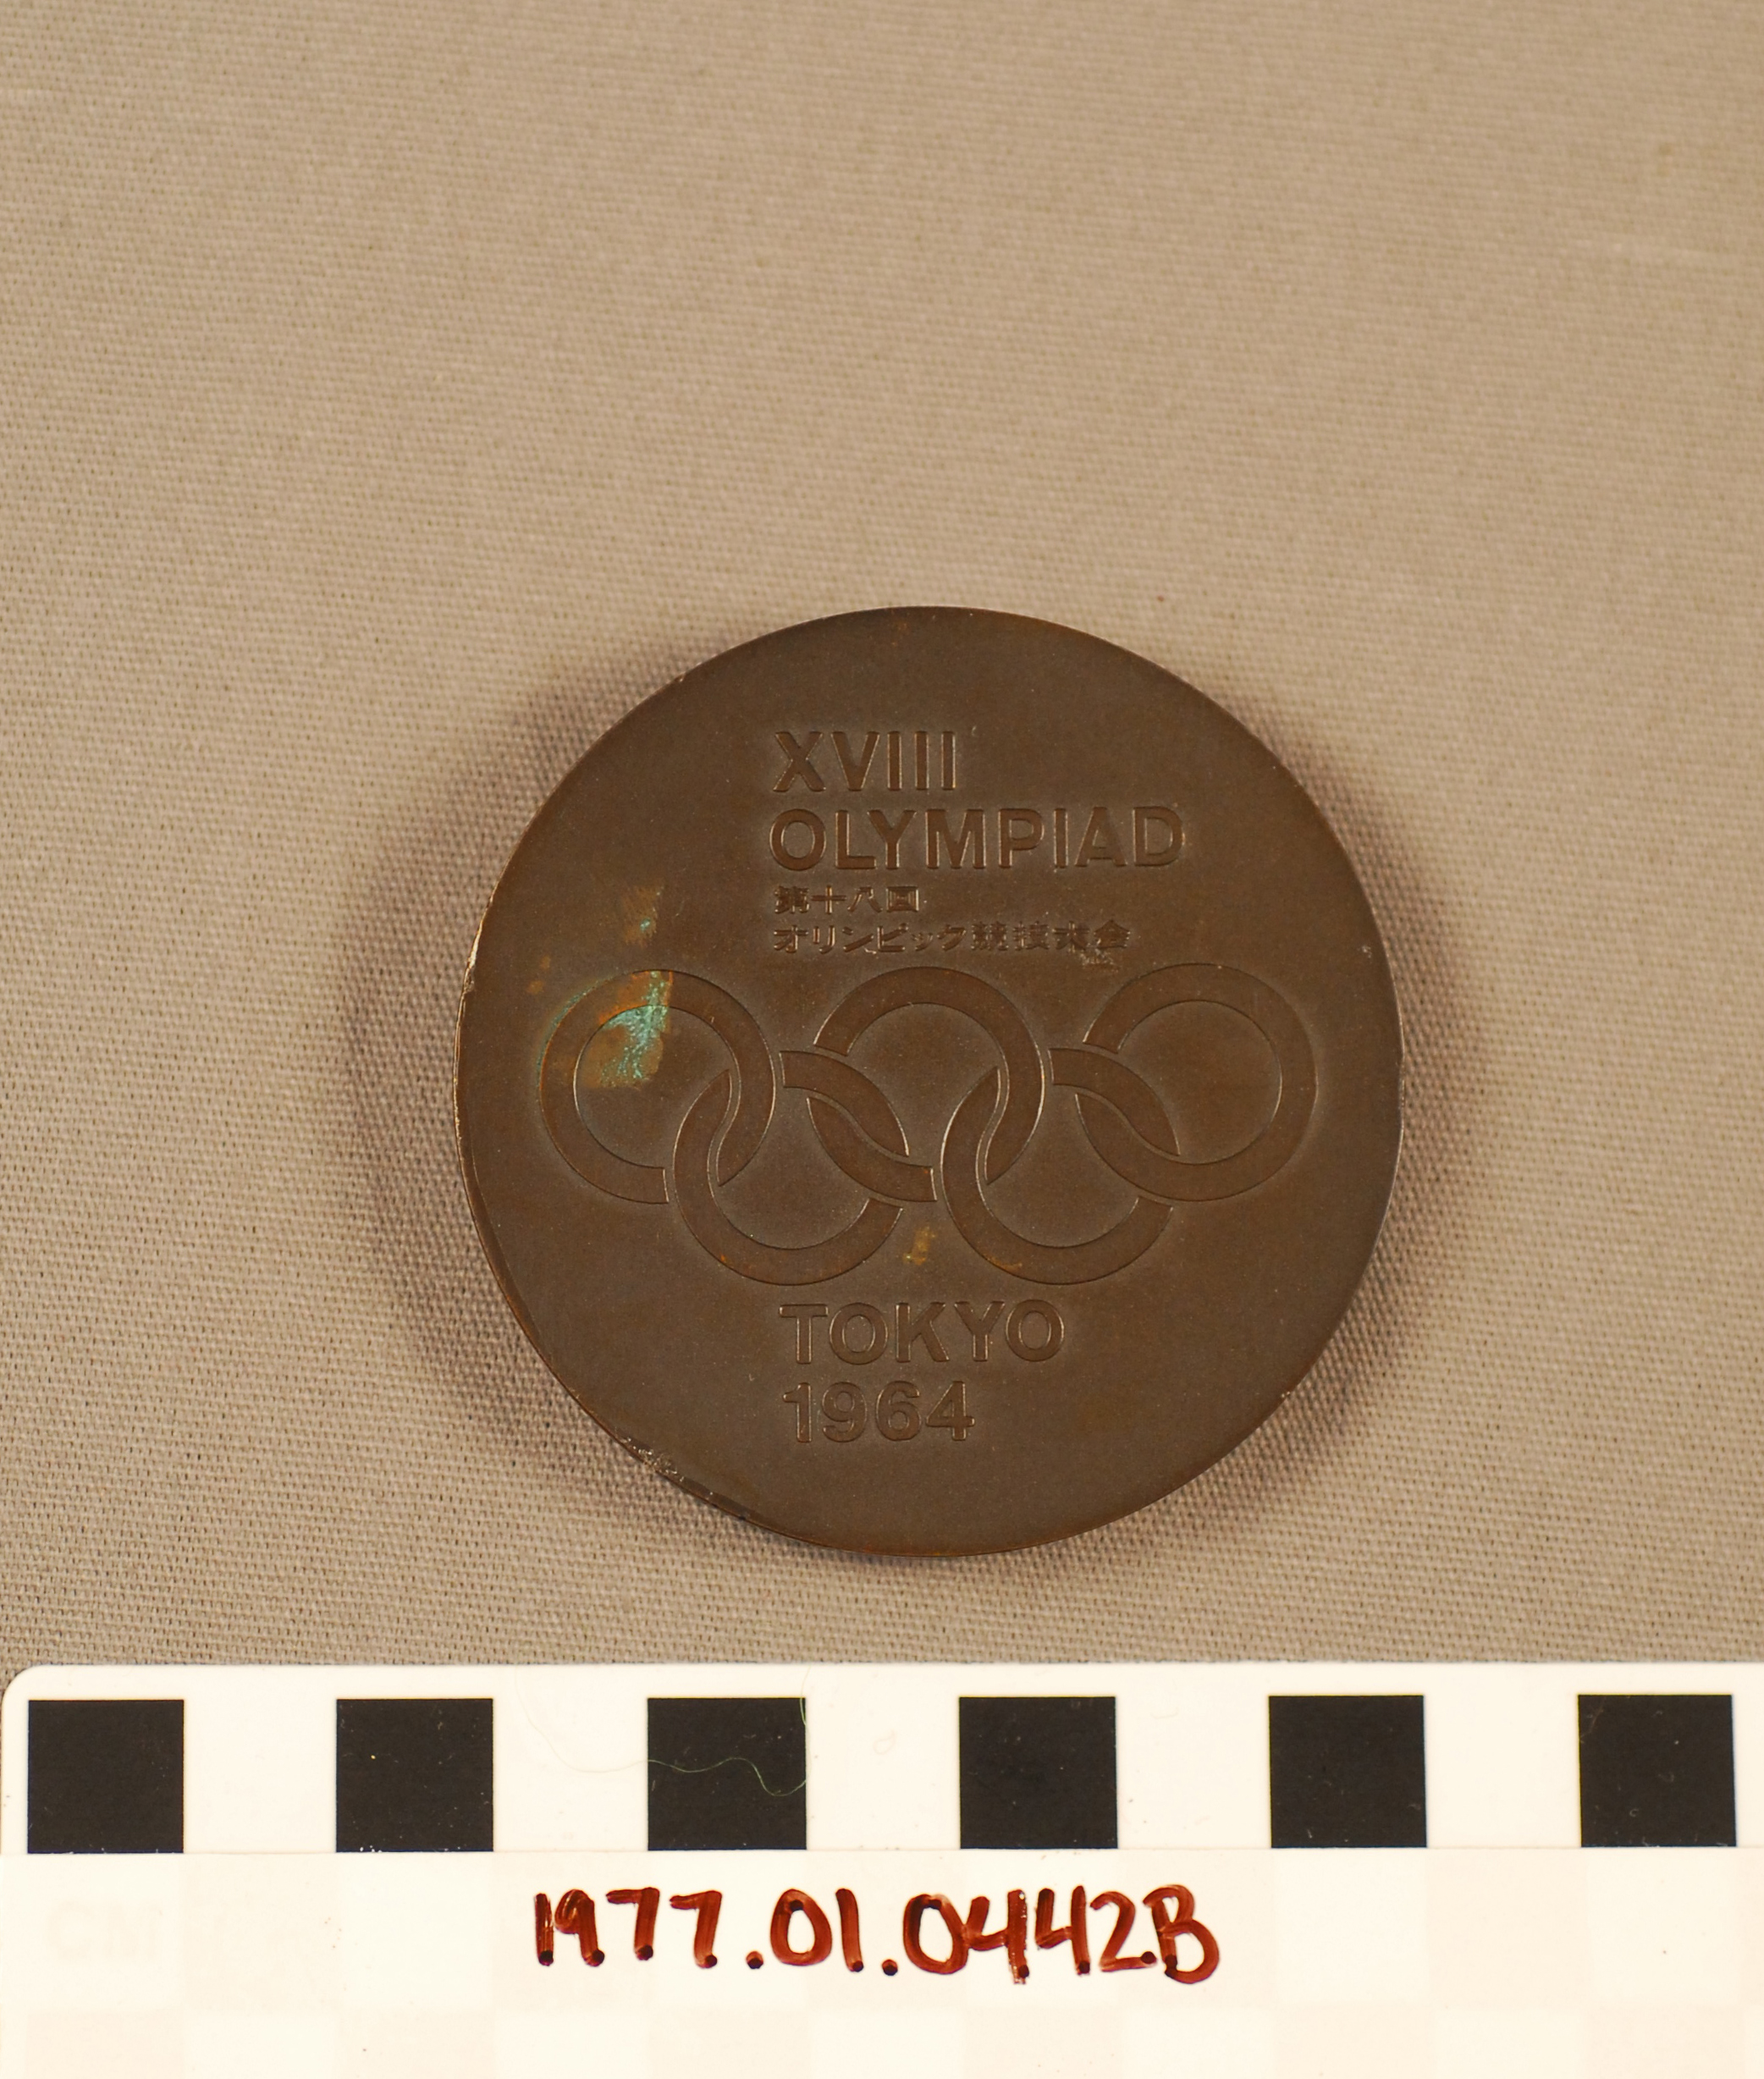 XVIII
OLYMPIAD
第十八回
オリンピック競技大会
TOKYO
1964
1977.01.0442B